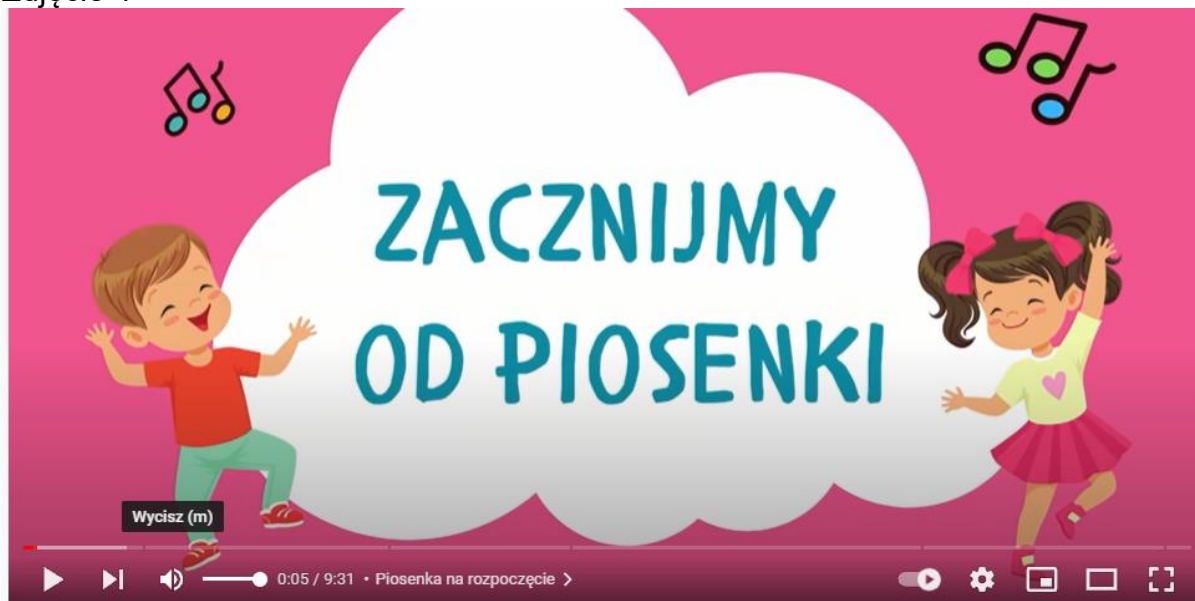 ZACZNIJMY
OD PIOSENKI
Wycisz (m)
0:05 / 9:31 • Piosenka na rozpoczęcie >